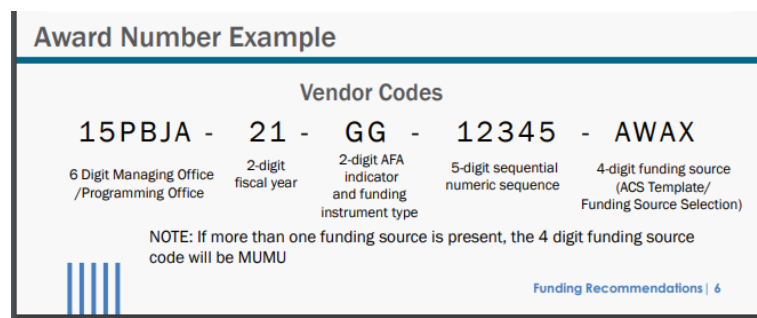 Award Number Example
Vendor Codes
15PBJA - 21 - GG - 12345 - AWAX
6 Digit Managing Office
/Programming Office
2-digit
fiscal year
2-digit AFA
indicator
and funding
instrument type
5-digit sequential
numeric sequence
4-digit funding source
(ACS Template/
Funding Source Selection)
NOTE: If more than one funding source is present, the 4 digit funding source
code will be MUMU
Funding Recommendations| 6